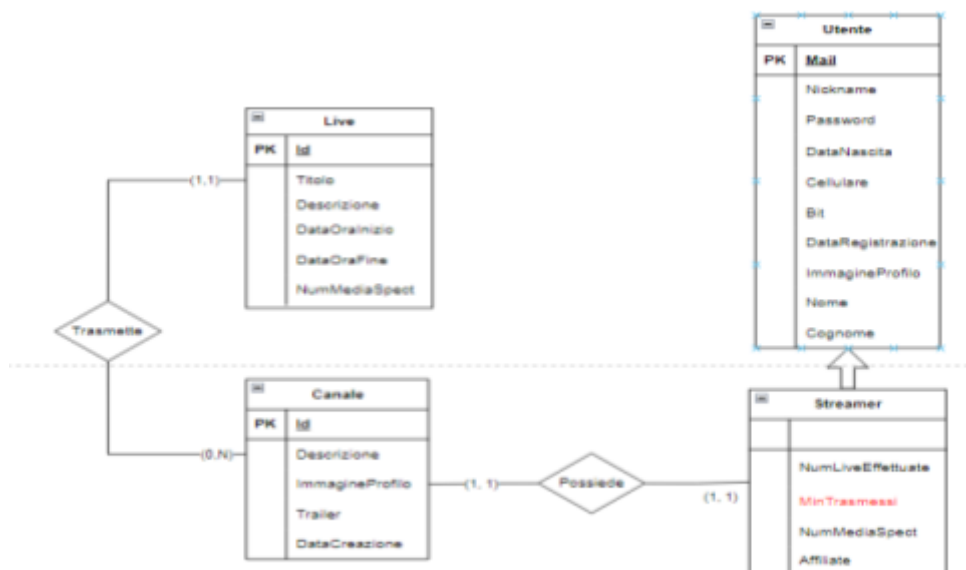 Utente
PK Mail
Nickname
Password
DataNascita
Cellulare
Bit
DataRegistrazione
ImmagineProfilo
Nome
Cognome
Live
PK Id
Titolo
Descrizione
DataOraInizio
DataOraFine
NumMediaSpect
(1,1)
Trasmette
(0,N)
Canale
PK Id
Descrizione
ImmagineProfilo
Trailer
DataCreazione
(1, 1)
Possiede
(1, 1)
Streamer
NumLiveEffettuate
MinTrasmessi
NumMediaSpect
Affiliate